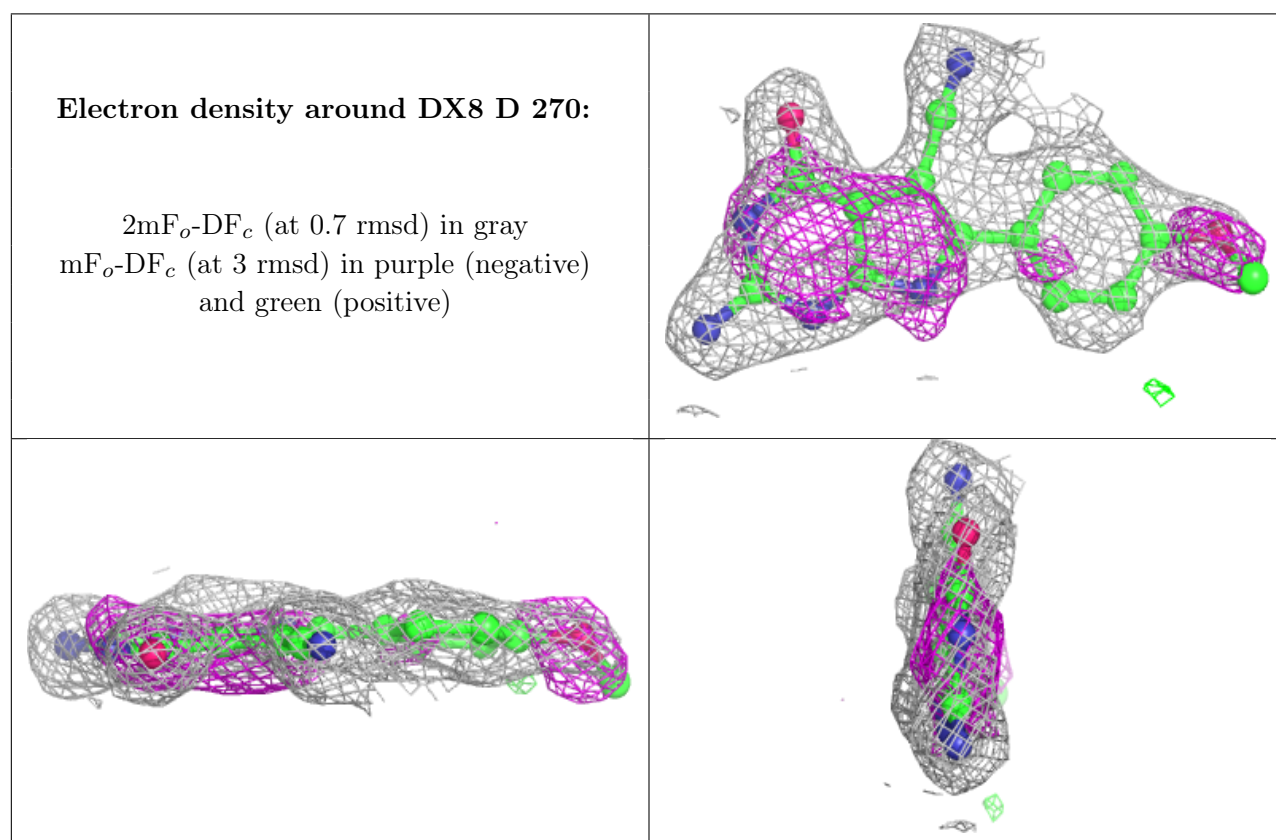 Electron density around DX8 D 270:
2mFₒ-DF𝒸 (at 0.7 rmsd) in gray
mFₒ-DF𝒸 (at 3 rmsd) in purple (negative)
and green (positive)